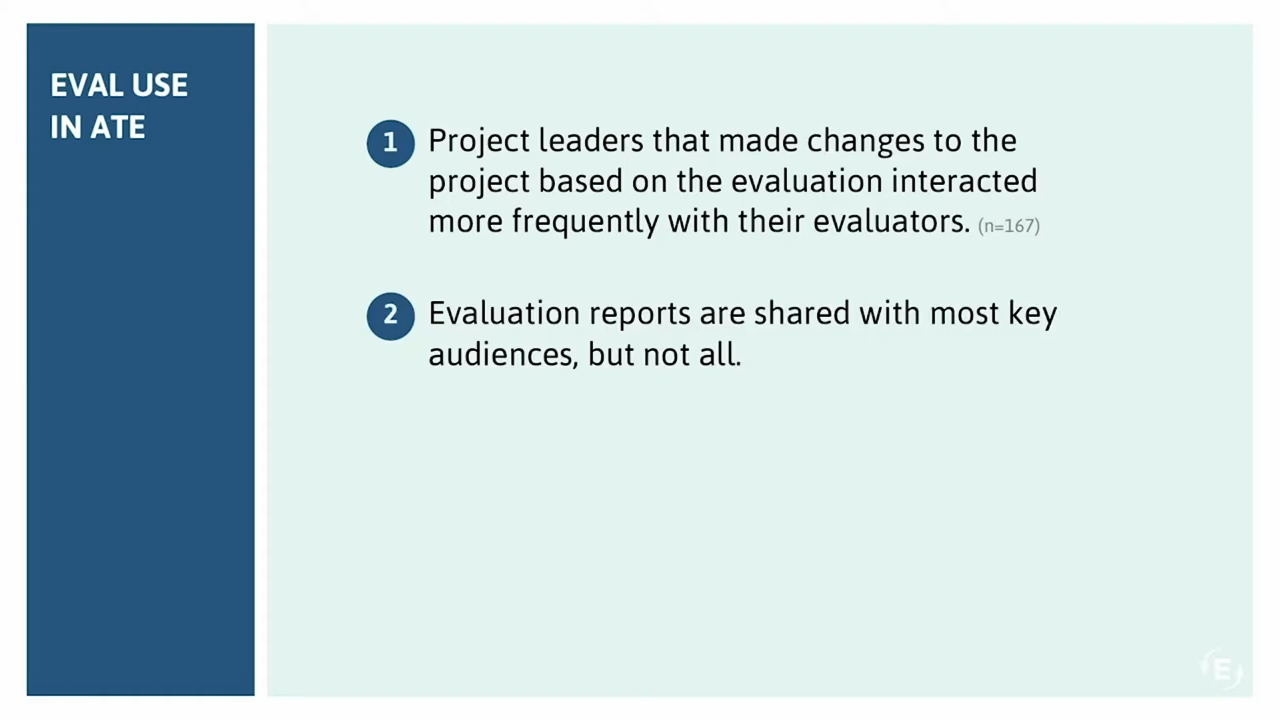 EVAL USE
IN ATE
1 Project leaders that made changes to the
project based on the evaluation interacted
more frequently with their evaluators. (n=167)
2 Evaluation reports are shared with most key
audiences, but not all.
E